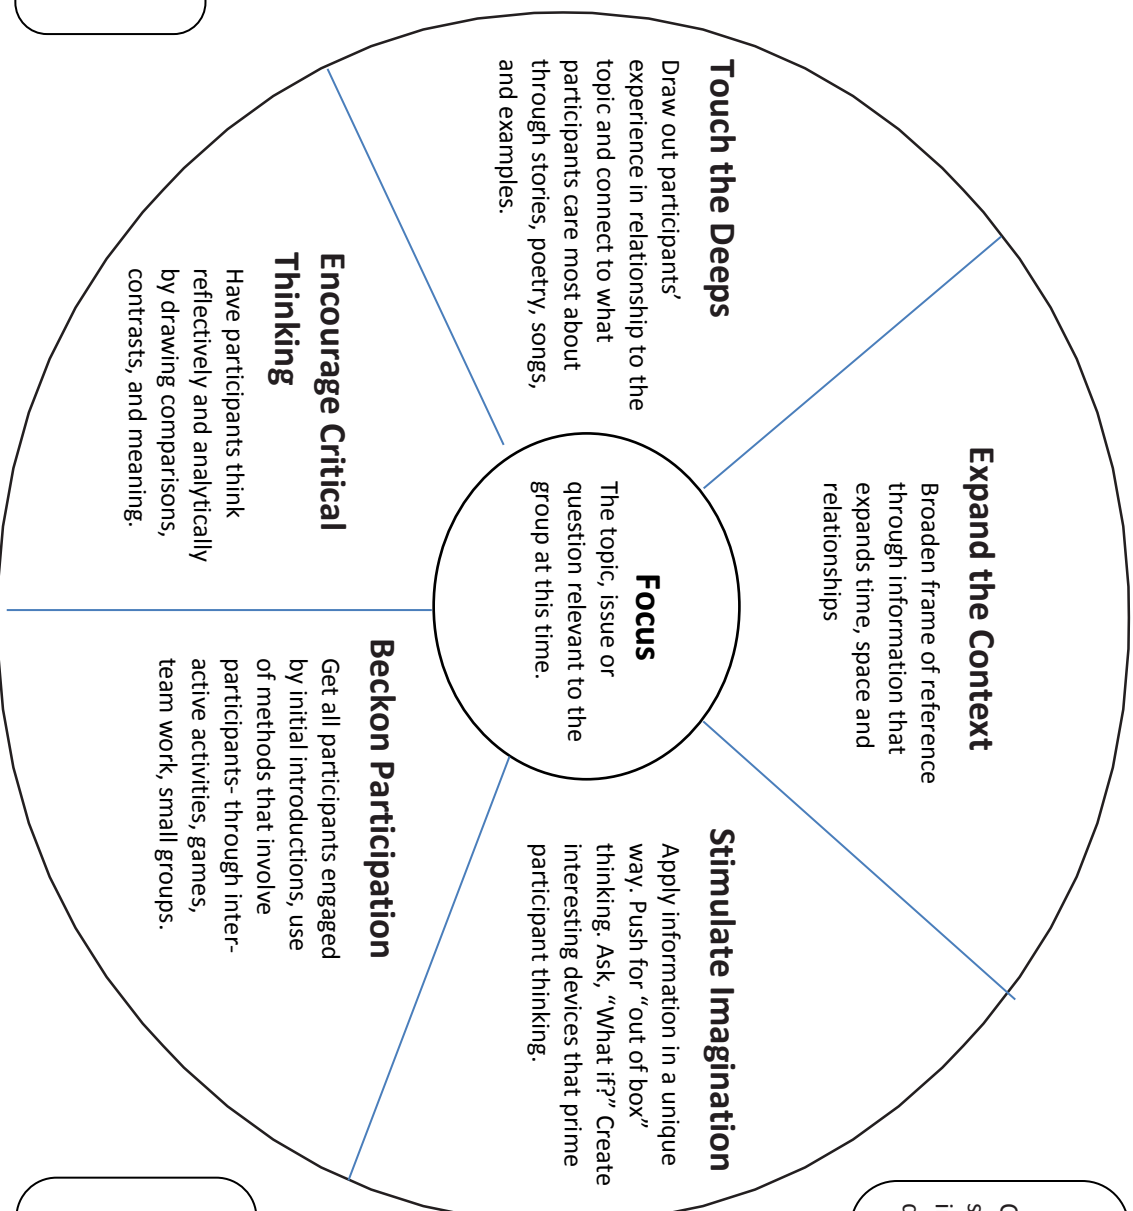 Expand the Context
Broaden frame of reference
through information that
expands time, space and
relationships
Touch the Deeps
Draw out participants’
experience in relationship to the
topic and connect to what
participants care most about
through stories, poetry, songs,
and examples.
Stimulate Imagination
Apply information in a unique
way. Push for “out of box”
thinking. Ask, “What if?” Create
interesting devices that prime
participant thinking.
Focus
The topic, issue or
question relevant to the
group at this time.
Encourage Critical
Thinking
Have participants think
reflectively and analytically
by drawing comparisons,
contrasts, and meaning.
Beckon Participation
Get all participants engaged
by initial introductions, use
of methods that involve
participants- through inter-
active activities, games,
team work, small groups.